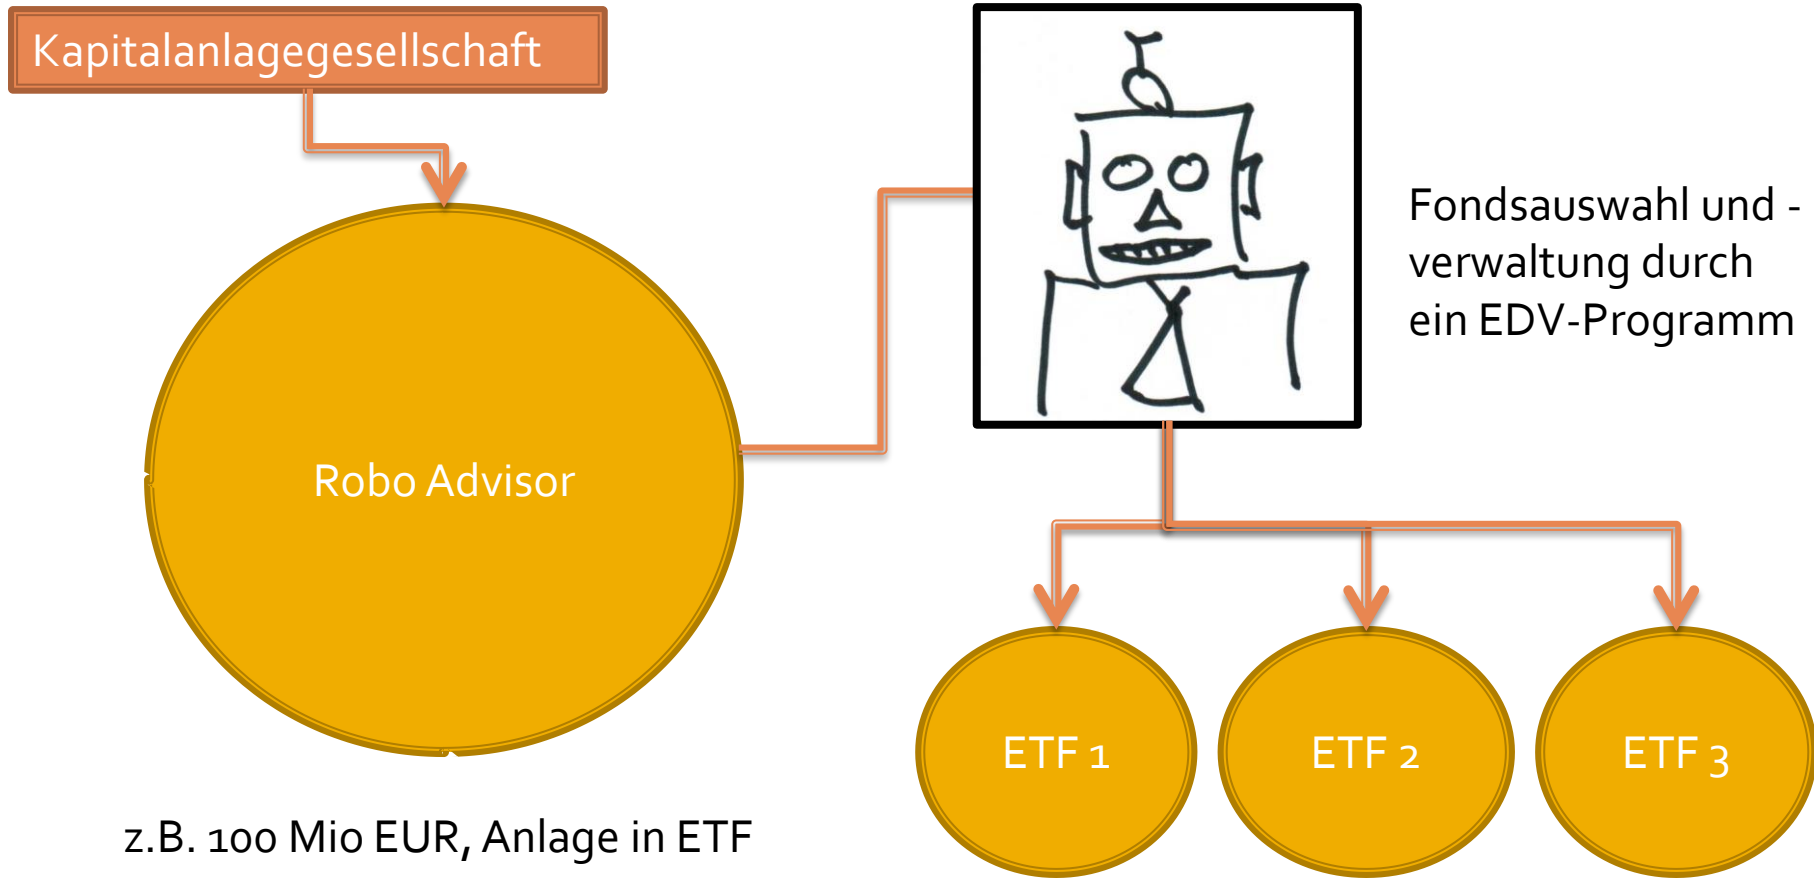 Kapitalanlagegesellschaft
Fondsauswahl und -
verwaltung durch
ein EDV-Programm
Robo Advisor
ETF 1
ETF 2
ETF 3
z.B. 100 Mio EUR, Anlage in ETF